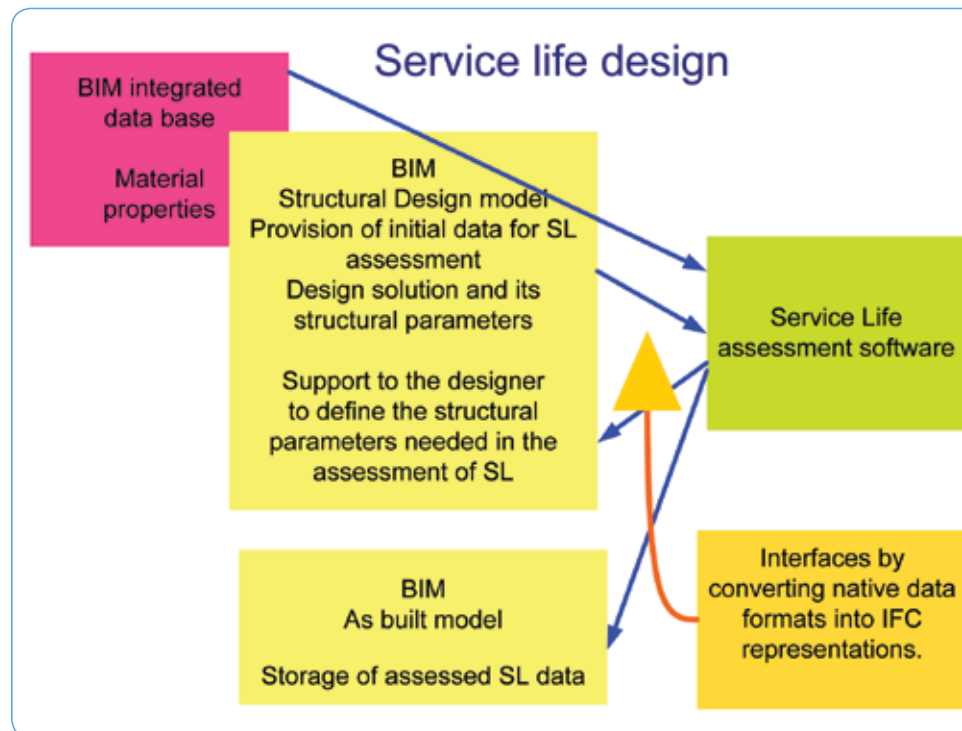 Service life design
BIM integrated
data base
Material
properties
BIM
Structural Design model
Provision of initial data for SL
assessment
Design solution and its
structural parameters
Support to the designer
to define the structural
parameters needed in the
assessment of SL
Service Life
assessment software
BIM
As built model
Storage of assessed SL data
Interfaces by
converting native data
formats into IFC
representations.